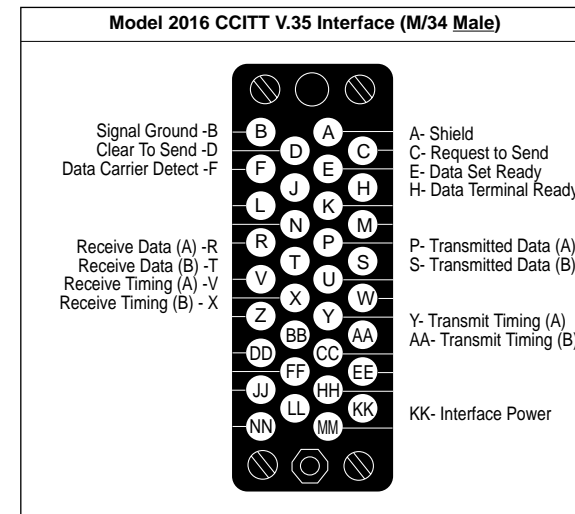 Model 2016 CCITT V.35 Interface (M/34 Male)
Signal Ground -B
Clear To Send -D
Data Carrier Detect -F
Receive Data (A) -R
Receive Data (B) -T
Receive Timing (A) -V
Receive Timing (B) - X
B
A
D
C
F
E
J
H
L
K
N
M
R
P
T
S
V
U
X
W
Z
Y
BB
AA
DD
CC
FF
EE
JJ
HH
LL
KK
NN
MM
A- Shield
C- Request to Send
E- Data Set Ready
H- Data Terminal Ready
P- Transmitted Data (A)
S- Transmitted Data (B)
Y- Transmit Timing (A)
AA- Transmit Timing (B)
KK- Interface Power